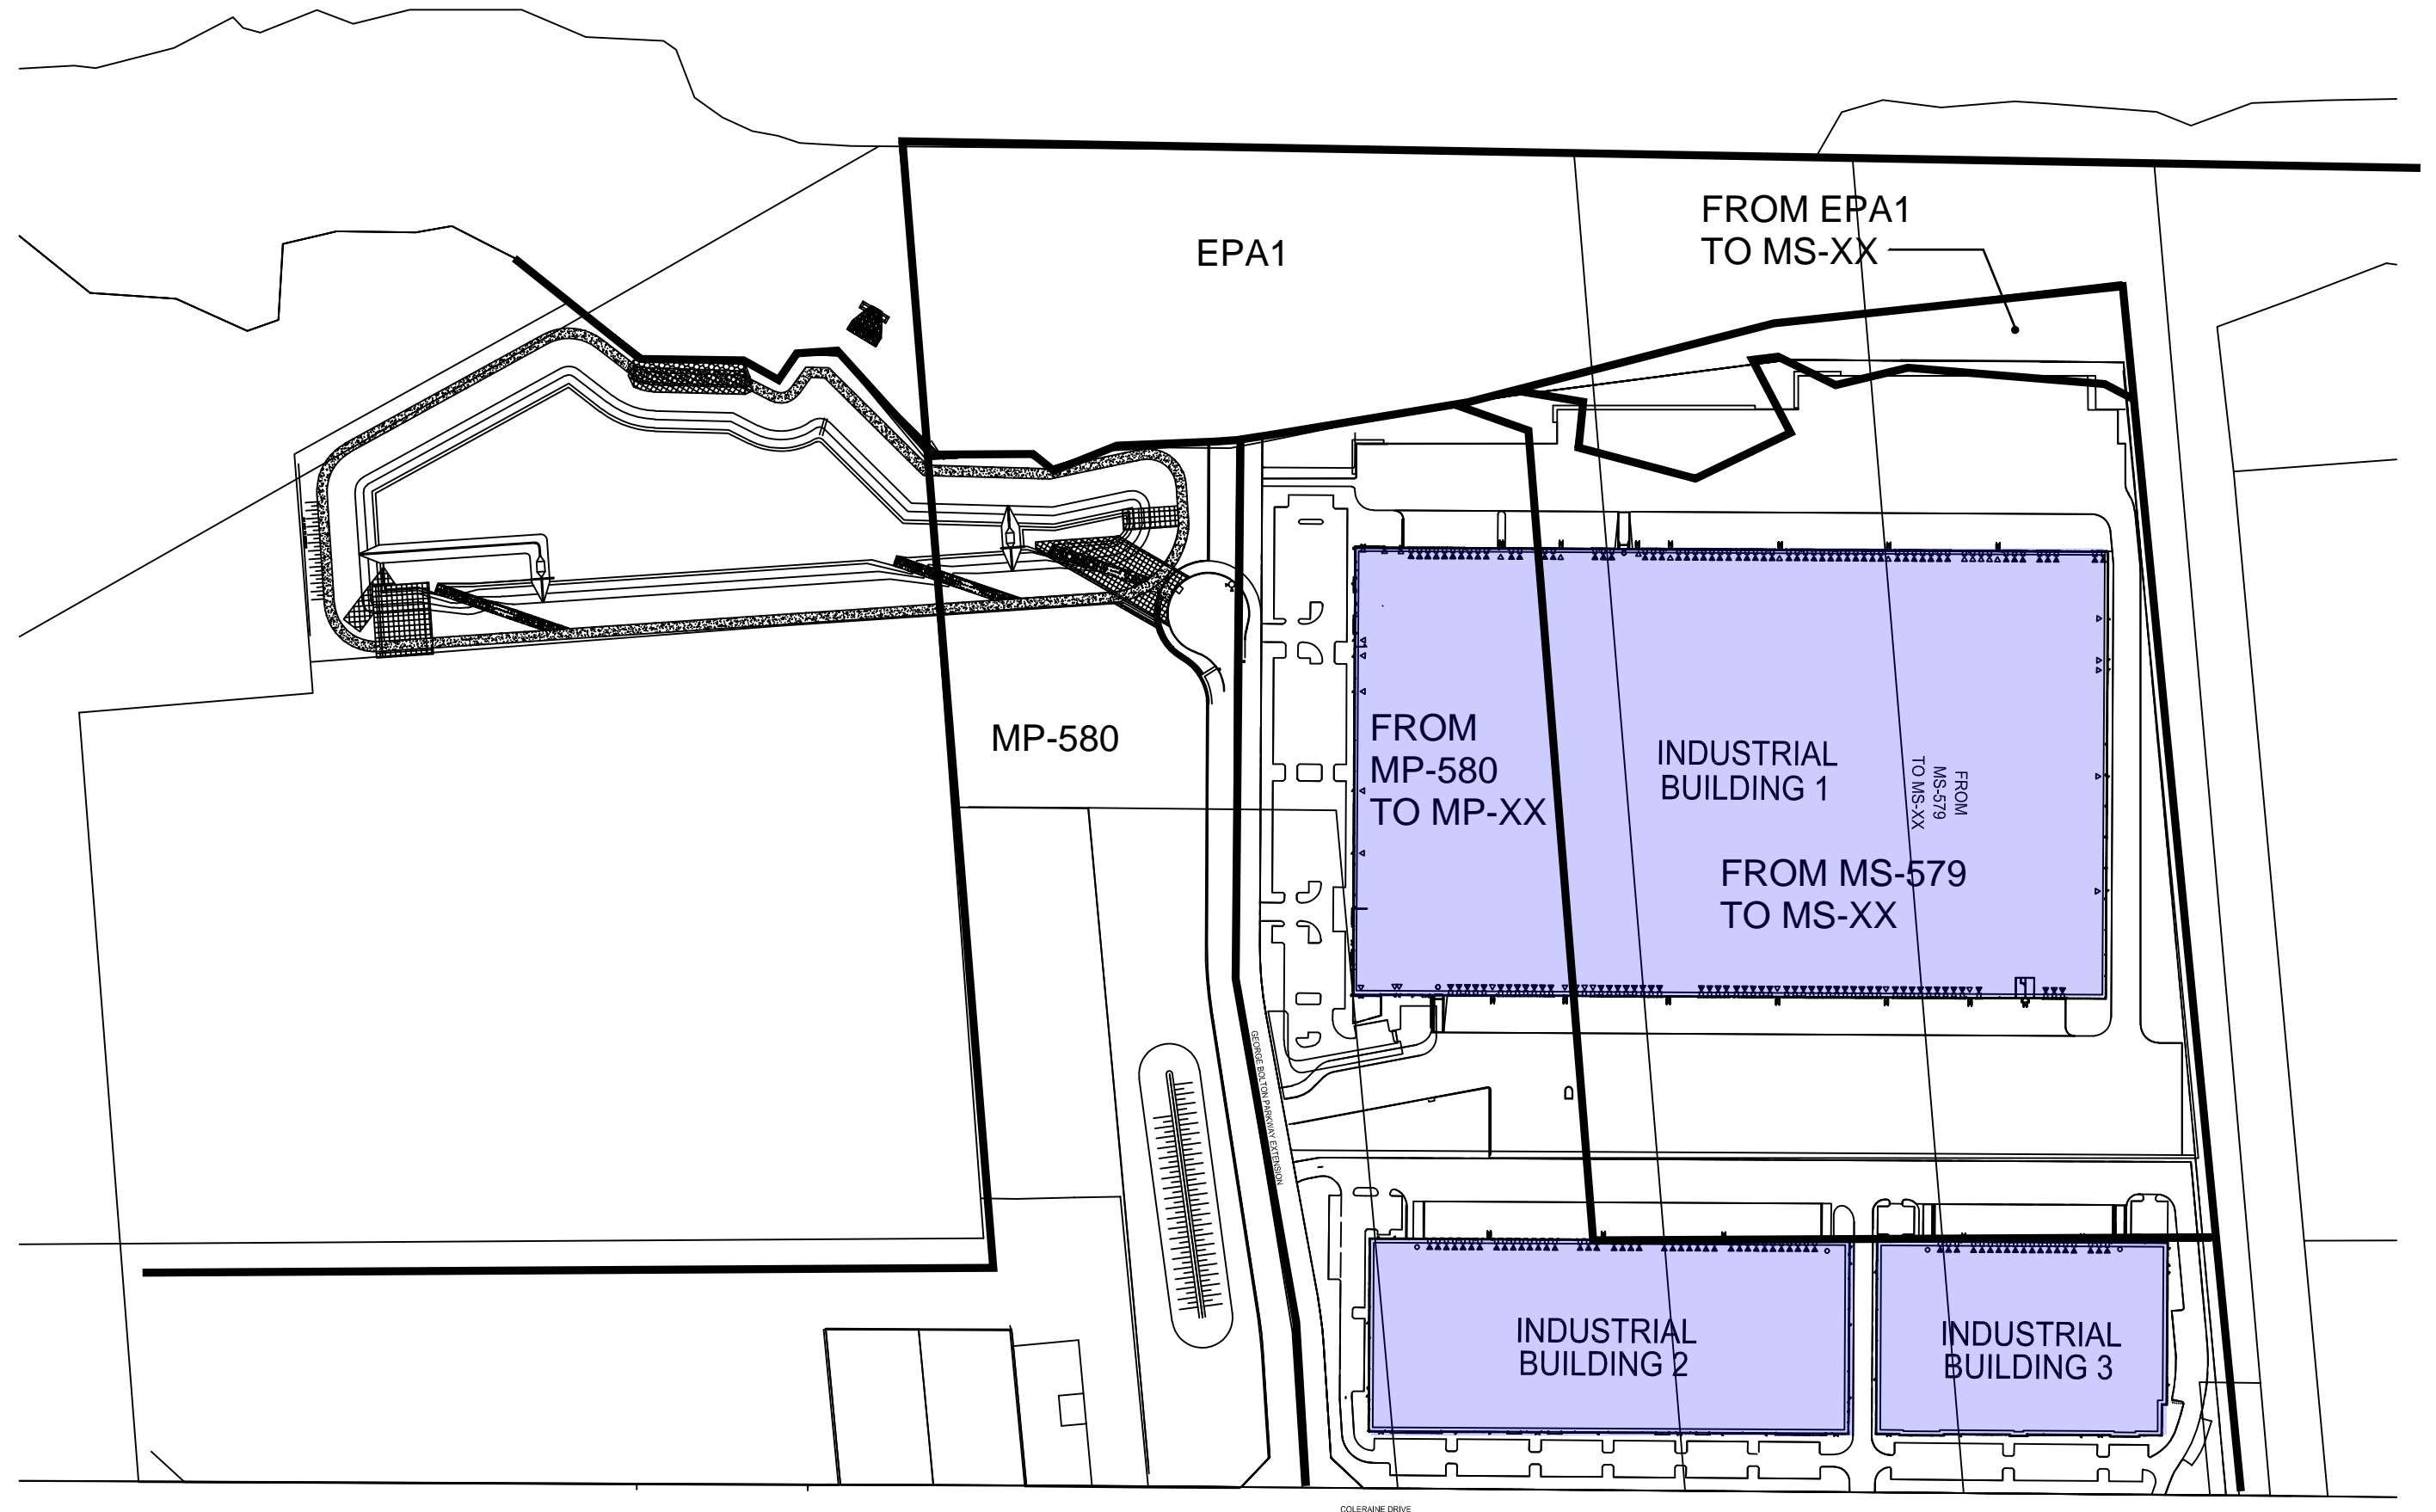 FROM EPA1
TO MS-XX
EPA1
MP-580
FROM
MP-580
TO MP-XX
INDUSTRIAL
BUILDING 1
FROM
MS-579
TO MS-XX
FROM MS-579
TO MS-XX
GEORGE BOLTON PARKWAY EXTENSION
INDUSTRIAL
BUILDING 2
INDUSTRIAL
BUILDING 3
COLERAINE DRIVE